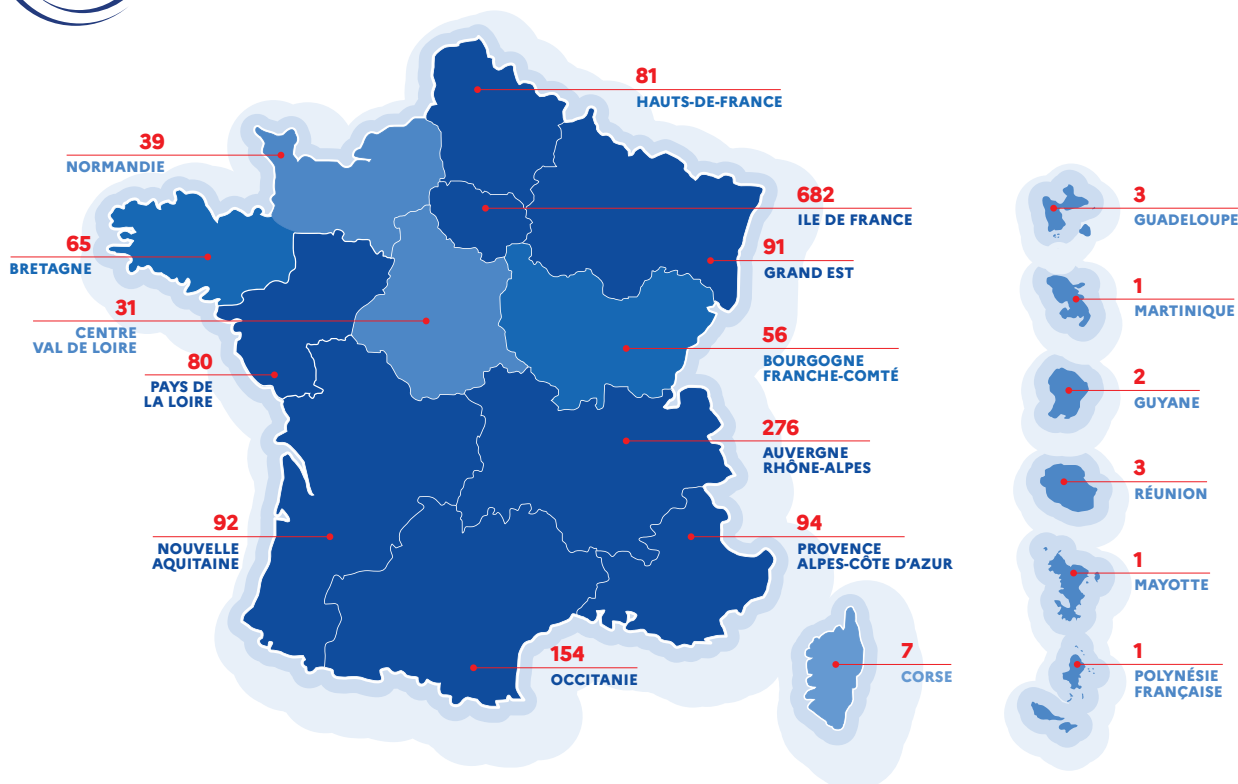 81
HAUTS-DE-FRANCE
39
NORMANDIE
682
ILE DE FRANCE
65
BRETAGNE
91
GRAND EST
31
CENTRE
VAL DE LOIRE
56
BOURGOGNE
FRANCHE-COMTÉ
80
PAYS DE
LA LOIRE
276
AUVERGNE
RHÔNE-ALPES
92
NOUVELLE
AQUITAINE
94
PROVENCE
ALPES-CÔTE D'AZUR
154
OCCITANIE
7
CORSE
3
GUADELOUPE
1
MARTINIQUE
2
GUYANE
3
RÉUNION
1
MAYOTTE
1
POLYNÉSIE
FRANÇAISE